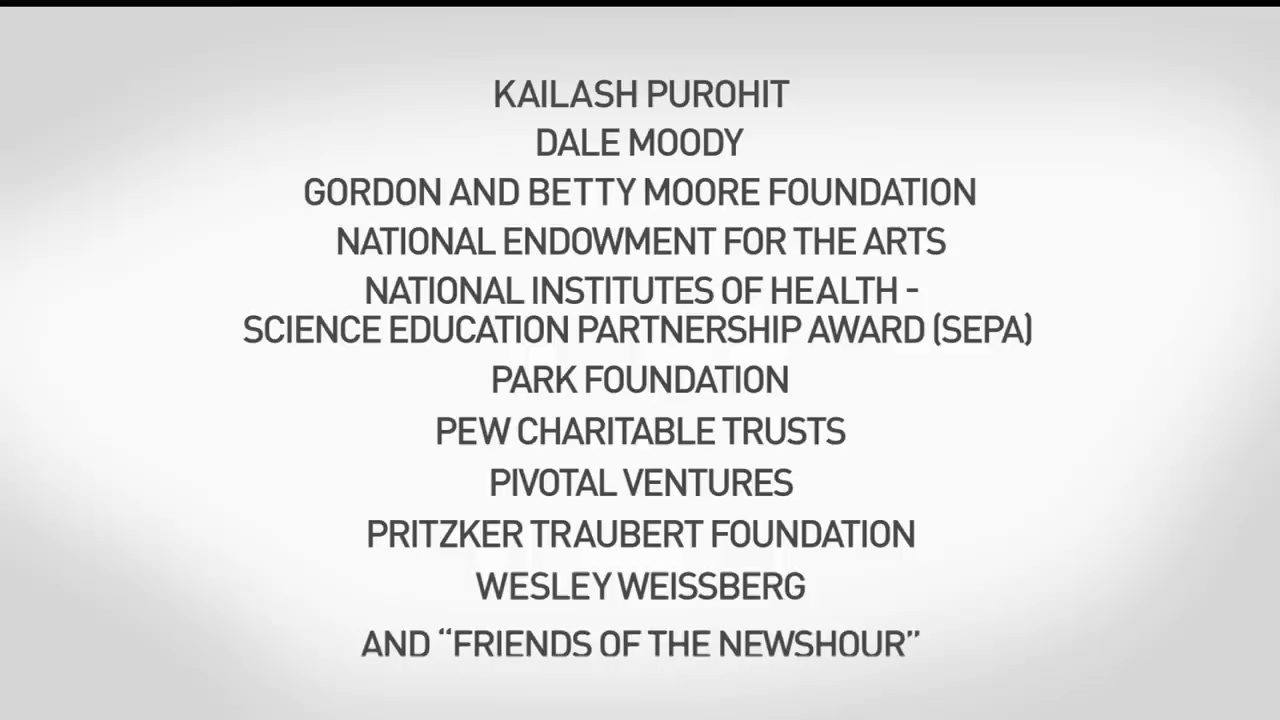 KAILASH PUROHIT
DALE MOODY
GORDON AND BETTY MOORE FOUNDATION
NATIONAL ENDOWMENT FOR THE ARTS
NATIONAL INSTITUTES OF HEALTH -
SCIENCE EDUCATION PARTNERSHIP AWARD (SEPA)
PARK FOUNDATION
PEW CHARITABLE TRUSTS
PIVOTAL VENTURES
PRITZKER TRAUBERT FOUNDATION
WESLEY WEISSBERG
AND “FRIENDS OF THE NEWSHOUR”